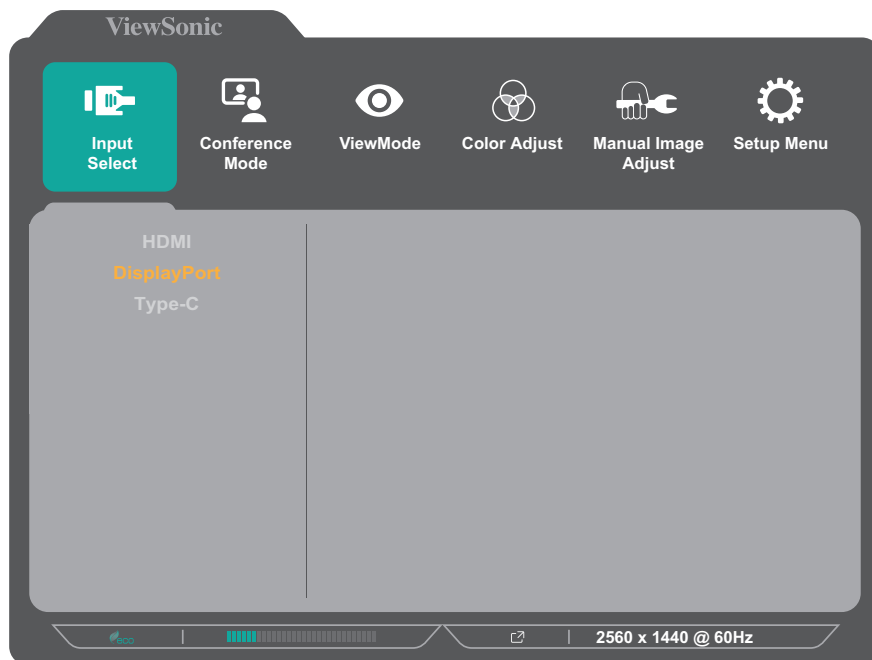 ViewSonic
Input
Select
Conference
Mode
ViewMode
Color Adjust
Manual Image
Adjust
Setup Menu
HDMI
DisplayPort
Type-C
eco
2560 x 1440 @ 60Hz